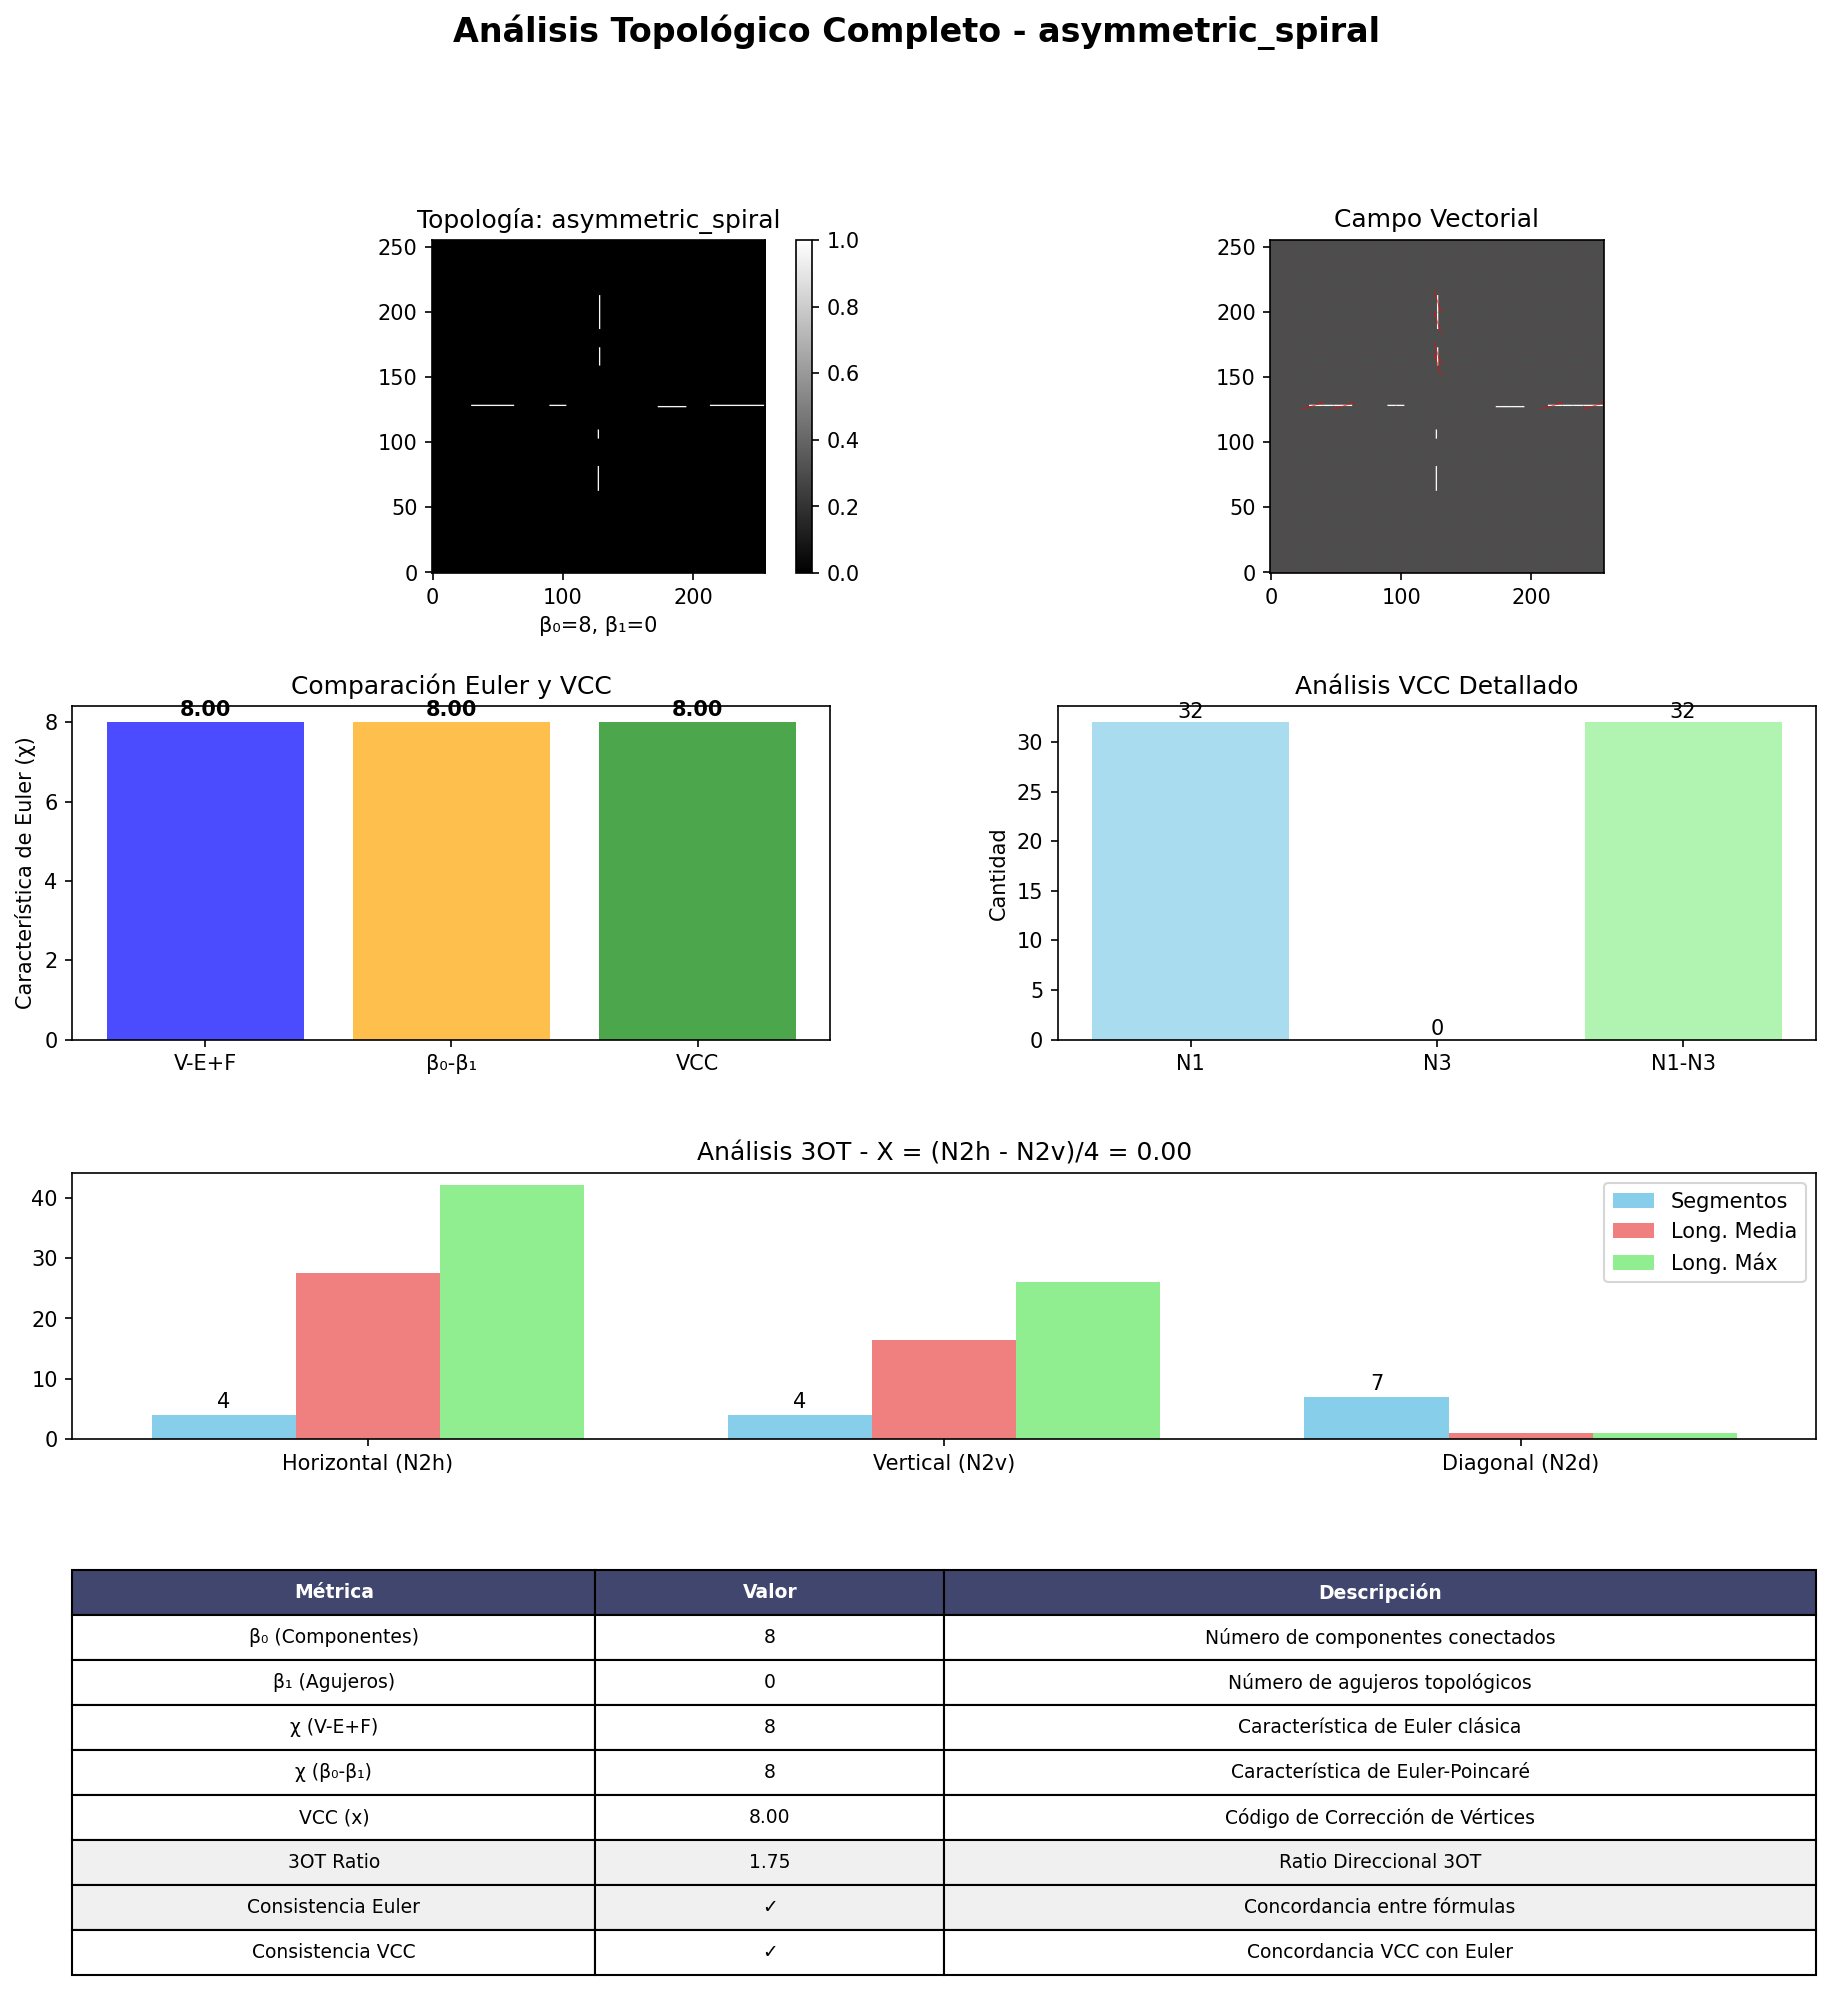 Análisis Topológico Completo - asymmetric_spiral
Topología: asymmetric_spiral
250
200
150
100
50
0
0
100
200
β₀=8, β₁=0
1.0
0.8
0.6
0.4
0.2
0.0
Campo Vectorial
250
200
150
100
50
0
0
100
200
Comparación Euler y VCC
Característica de Euler (χ)
8
6
4
2
0
8.00
8.00
8.00
V-E+F
β₀-β₁
VCC
Análisis VCC Detallado
Cantidad
30
25
20
15
10
5
0
32
0
32
N1
N3
N1-N3
Análisis 3OT - X = (N2h - N2v)/4 = 0.00
40
30
20
10
0
4
4
7
Segmentos
Long. Media
Long. Máx
Horizontal (N2h)
Vertical (N2v)
Diagonal (N2d)
Métrica Valor Descripción
β₀ (Componentes) 8 Número de componentes conectados
β₁ (Agujeros) 0 Número de agujeros topológicos
χ (V-E+F) 8 Característica de Euler clásica
χ (β₀-β₁) 8 Característica de Euler-Poincaré
VCC (x) 8.00 Código de Corrección de Vértices
3OT Ratio 1.75 Ratio Direccional 3OT
Consistencia Euler ✓ Concordancia entre fórmulas
Consistencia VCC ✓ Concordancia VCC con Euler